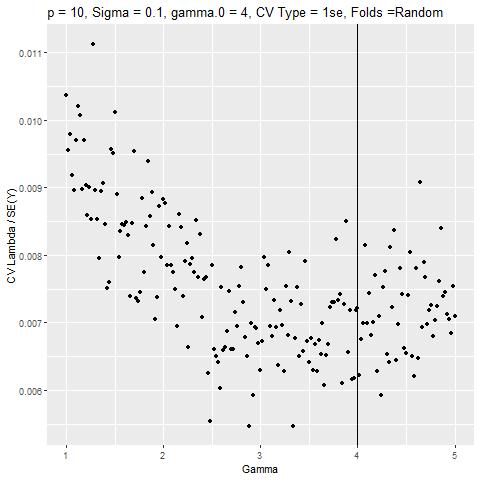 p = 10, Sigma = 0.1, gamma.0 = 4, CV Type = 1se, Folds =Random
0.011
0.010
0.009
0.008
0.007
0.006
CV Lambda / SE(Y)
1 2 3 4 5
Gamma